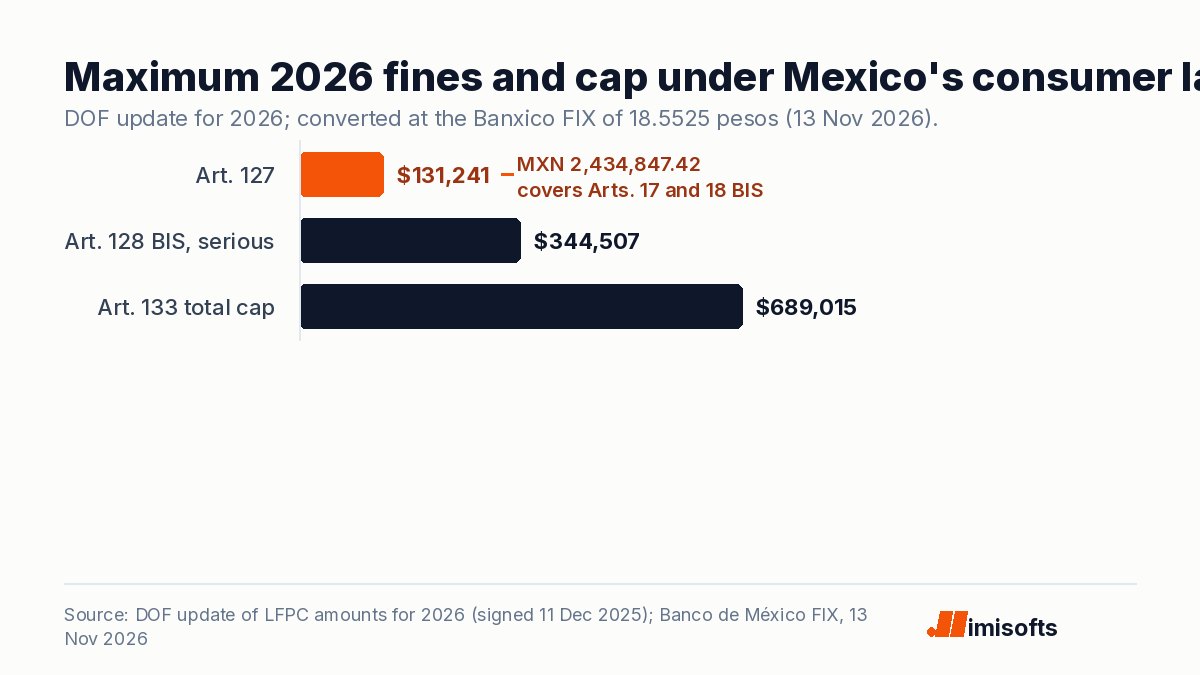 Maximum 2026 fines and cap under Mexico's consumer la
DOF update for 2026; converted at the Banxico FIX of 18.5525 pesos (13 Nov 2026).
Art. 127
$131,241
MXN 2,434,847.42
covers Arts. 17 and 18 BIS
Art. 128 BIS, serious
$344,507
Art. 133 total cap
$689,015
Source: DOF update of LFPC amounts for 2026 (signed 11 Dec 2025); Banco de México FIX, 13
Nov 2026
imisofts